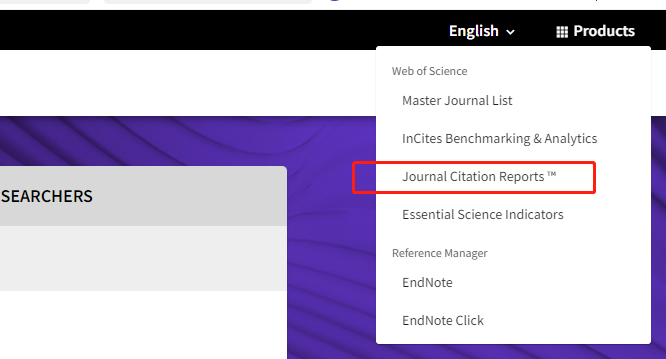 English
Products
Web of Science
Master Journal List
InCites Benchmarking & Analytics
Journal Citation Reports ™
Essential Science Indicators
SEARCHERS
Reference Manager
EndNote
EndNote Click